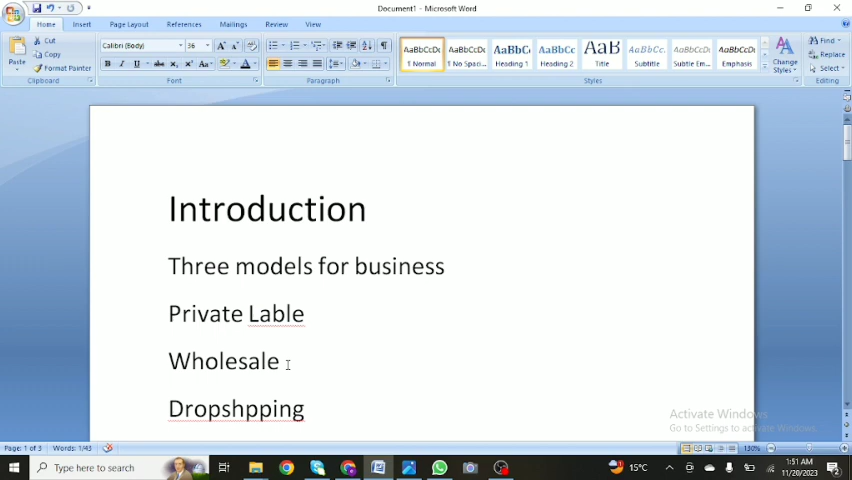 Document1 - Microsoft Word
Home Insert Page Layout References Mailings Review View
Paste
Cut
Copy
Format Painter
Clipboard
Calibri (Body) 36
Font
Paragraph
AaBbCcDc AaBbCcDc AaBbCc AaBbCc AaB AaBbCc. AaBbCcDc AaBbCcDc
¶ Normal ¶ No Spaci... Heading 1 Heading 2 Title Subtitle Subtle Em... Emphasis
Change Styles
Styles
Find
Replace
Select
Editing
Introduction
Three models for business
Private Lable
Wholesale
Dropshpping
Activate Windows
Go to Settings to activate Windows.
Page: 1 of 3 Words: 1/43 130%
Type here to search
15°C
1:51 AM
11/20/2023